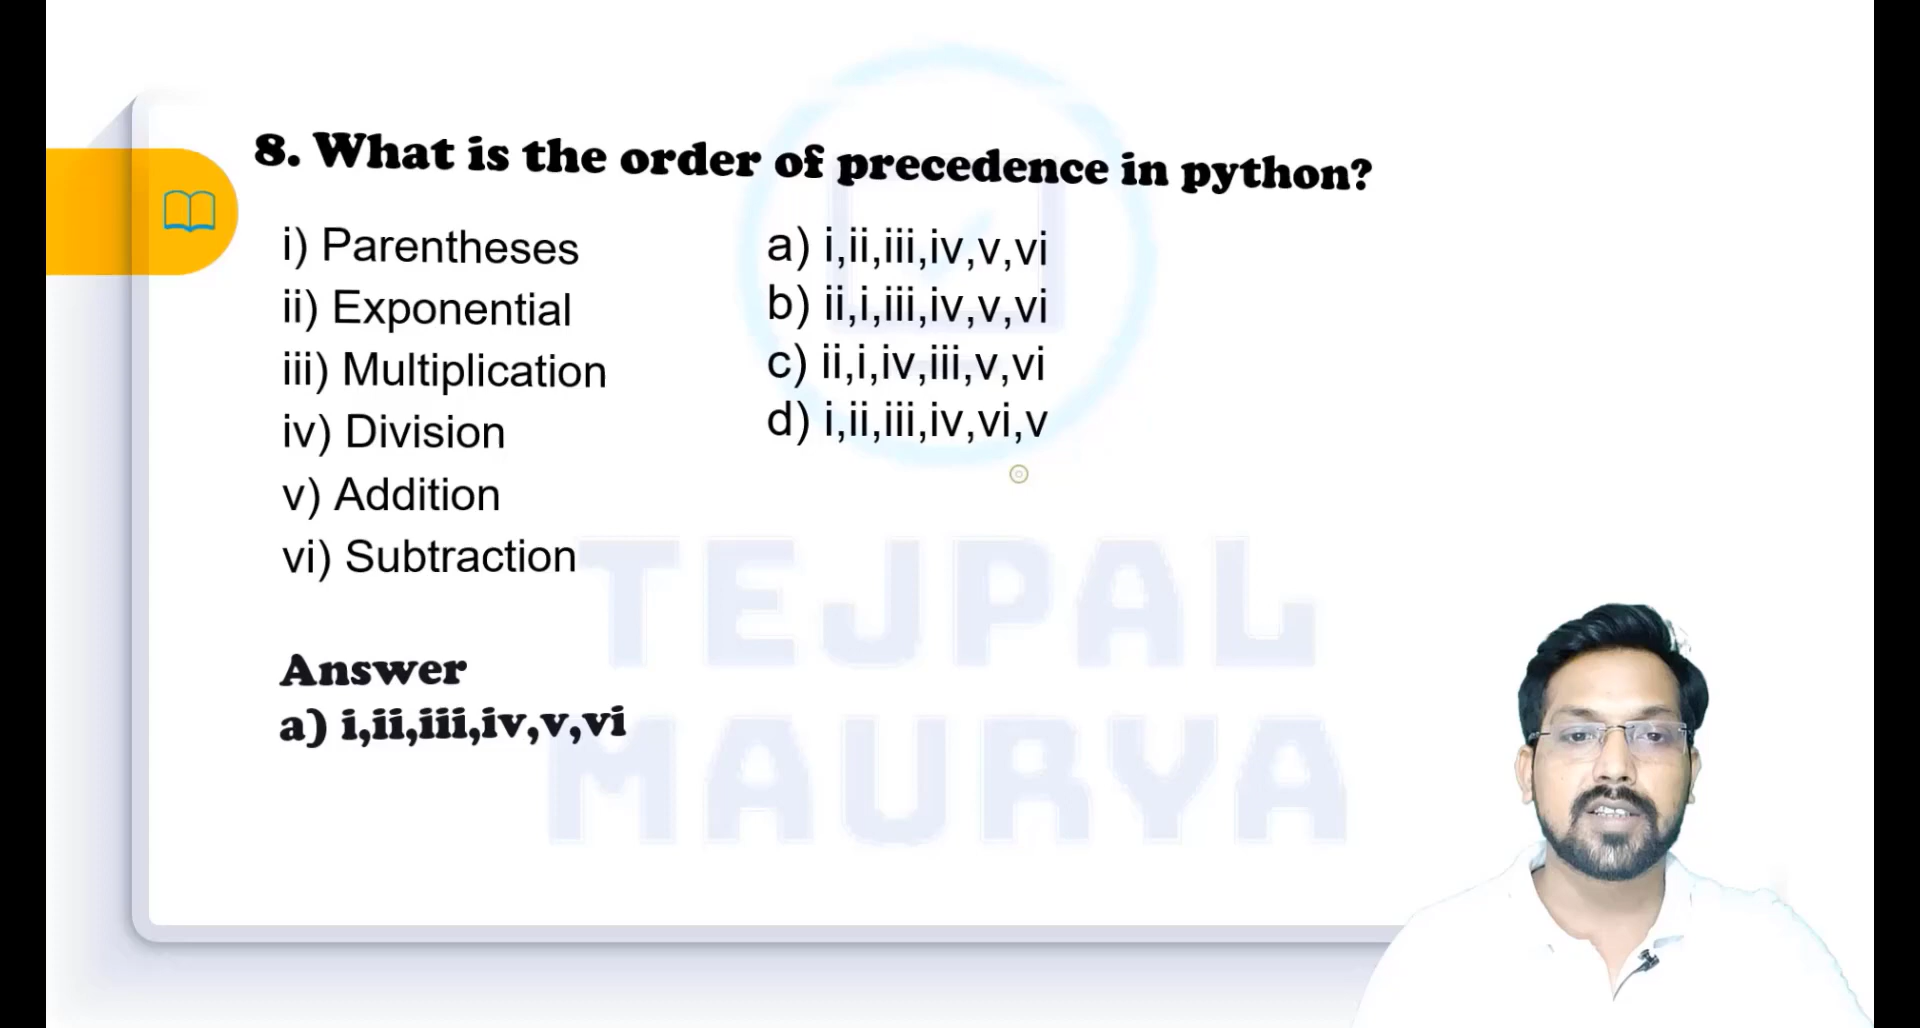 8. What is the order of precedence in python?
i) Parentheses
ii) Exponential
iii) Multiplication
iv) Division
v) Addition
vi) Subtraction
a) i,ii,iii,iv,v,vi
b) ii,i,iii,iv,v,vi
c) ii,i,iv,iii,v,vi
d) i,ii,iii,iv,vi,v
Answer
a) i,ii,iii,iv,v,vi
TEJPAL
MAURYA